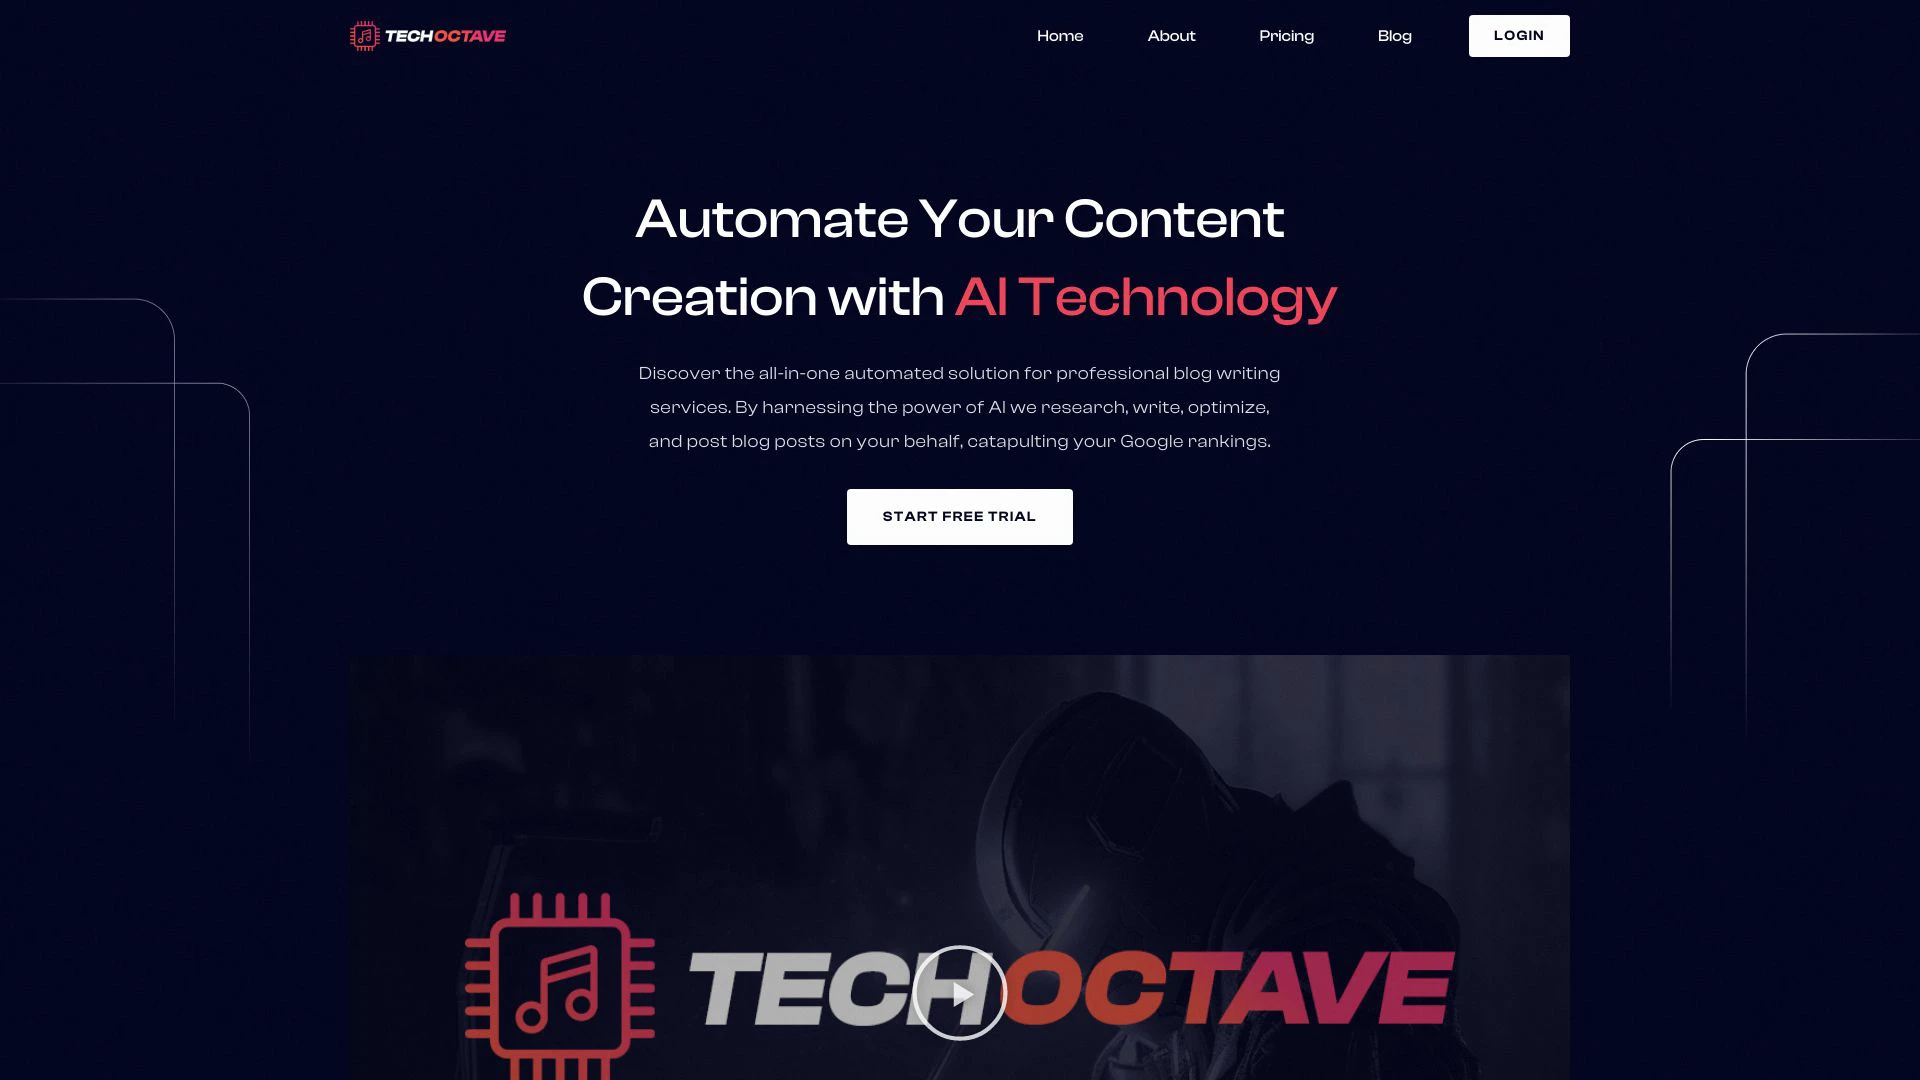 TECHOCTAVE
Home
About
Pricing
Blog
LOGIN
Automate Your Content
Creation with AI Technology
Discover the all-in-one automated solution for professional blog writing
services. By harnessing the power of AI we research, write, optimize,
and post blog posts on your behalf, catapulting your Google rankings.
START FREE TRIAL
TECHOCTAVE